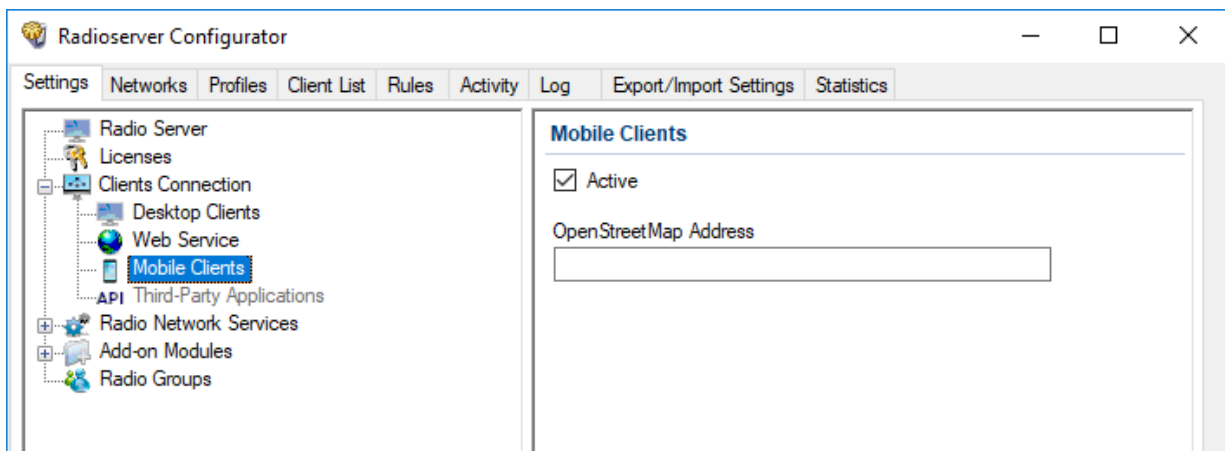 Radioserver Configurator
Settings Networks Profiles Client List Rules Activity Log Export/Import Settings Statistics
Radio Server
Licenses
Clients Connection
Desktop Clients
Web Service
Mobile Clients
API Third-Party Applications
Radio Network Services
Add-on Modules
Radio Groups
Mobile Clients
Active
OpenStreetMap Address